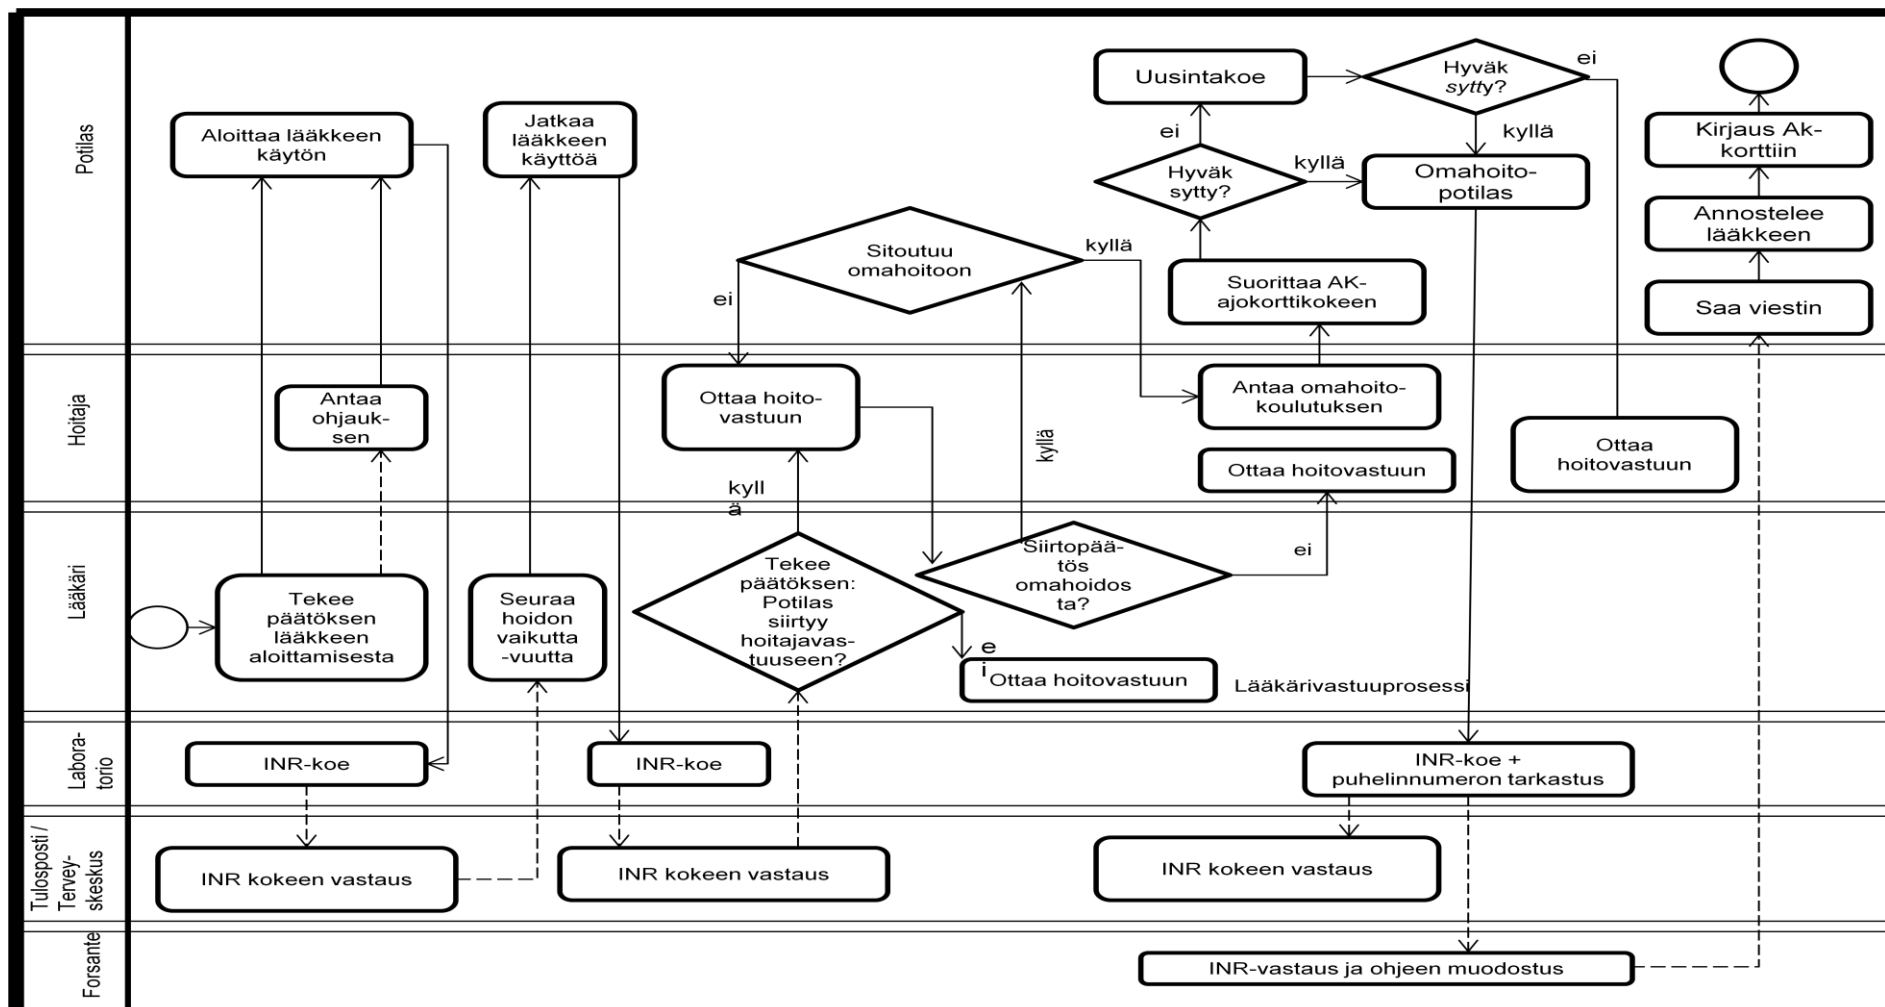 Potilas
Aloittaa lääkkeen
käytön
Jatkaa
lääkkeen
käyttöä
Uusintakoe
Hyväk
sytty?
ei
kyllä
ei
Hyväk
sytty?
kyllä
Omahoito-
potilas
Sitoutuu
omahoitoon
kyllä
ei
Suorittaa AK-
ajokorttikokeen
Kirjaus Ak-
korttiin
Annostelee
lääkkeen
Saa viestin
Hoitaja
Antaa
ohjauk-
sen
Ottaa hoito-
vastuun
kyllä
Antaa omahoito-
koulutuksen
Ottaa hoitovastuun
Ottaa
hoitovastuun
kyll
ä
Lääkäri
Tekee
päätöksen
lääkkeen
aloittamisesta
Seuraa
hoidon
vaikutta
-vuutta
Tekee
päätöksen:
Potilas
siirtyy
hoitajavas-
tuuseen?
Siirtopää-
tös
omahoidos
ta?
ei
e
i
Ottaa hoitovastuun
Lääkärivastuuprosessi
Labora-
torio
INR-koe
INR-koe
INR-koe +
puhelinnumeron tarkastus
Tulosposti /
Tervey-
skeskus
INR kokeen vastaus
INR kokeen vastaus
INR kokeen vastaus
Forsante
INR-vastaus ja ohjeen muodostus